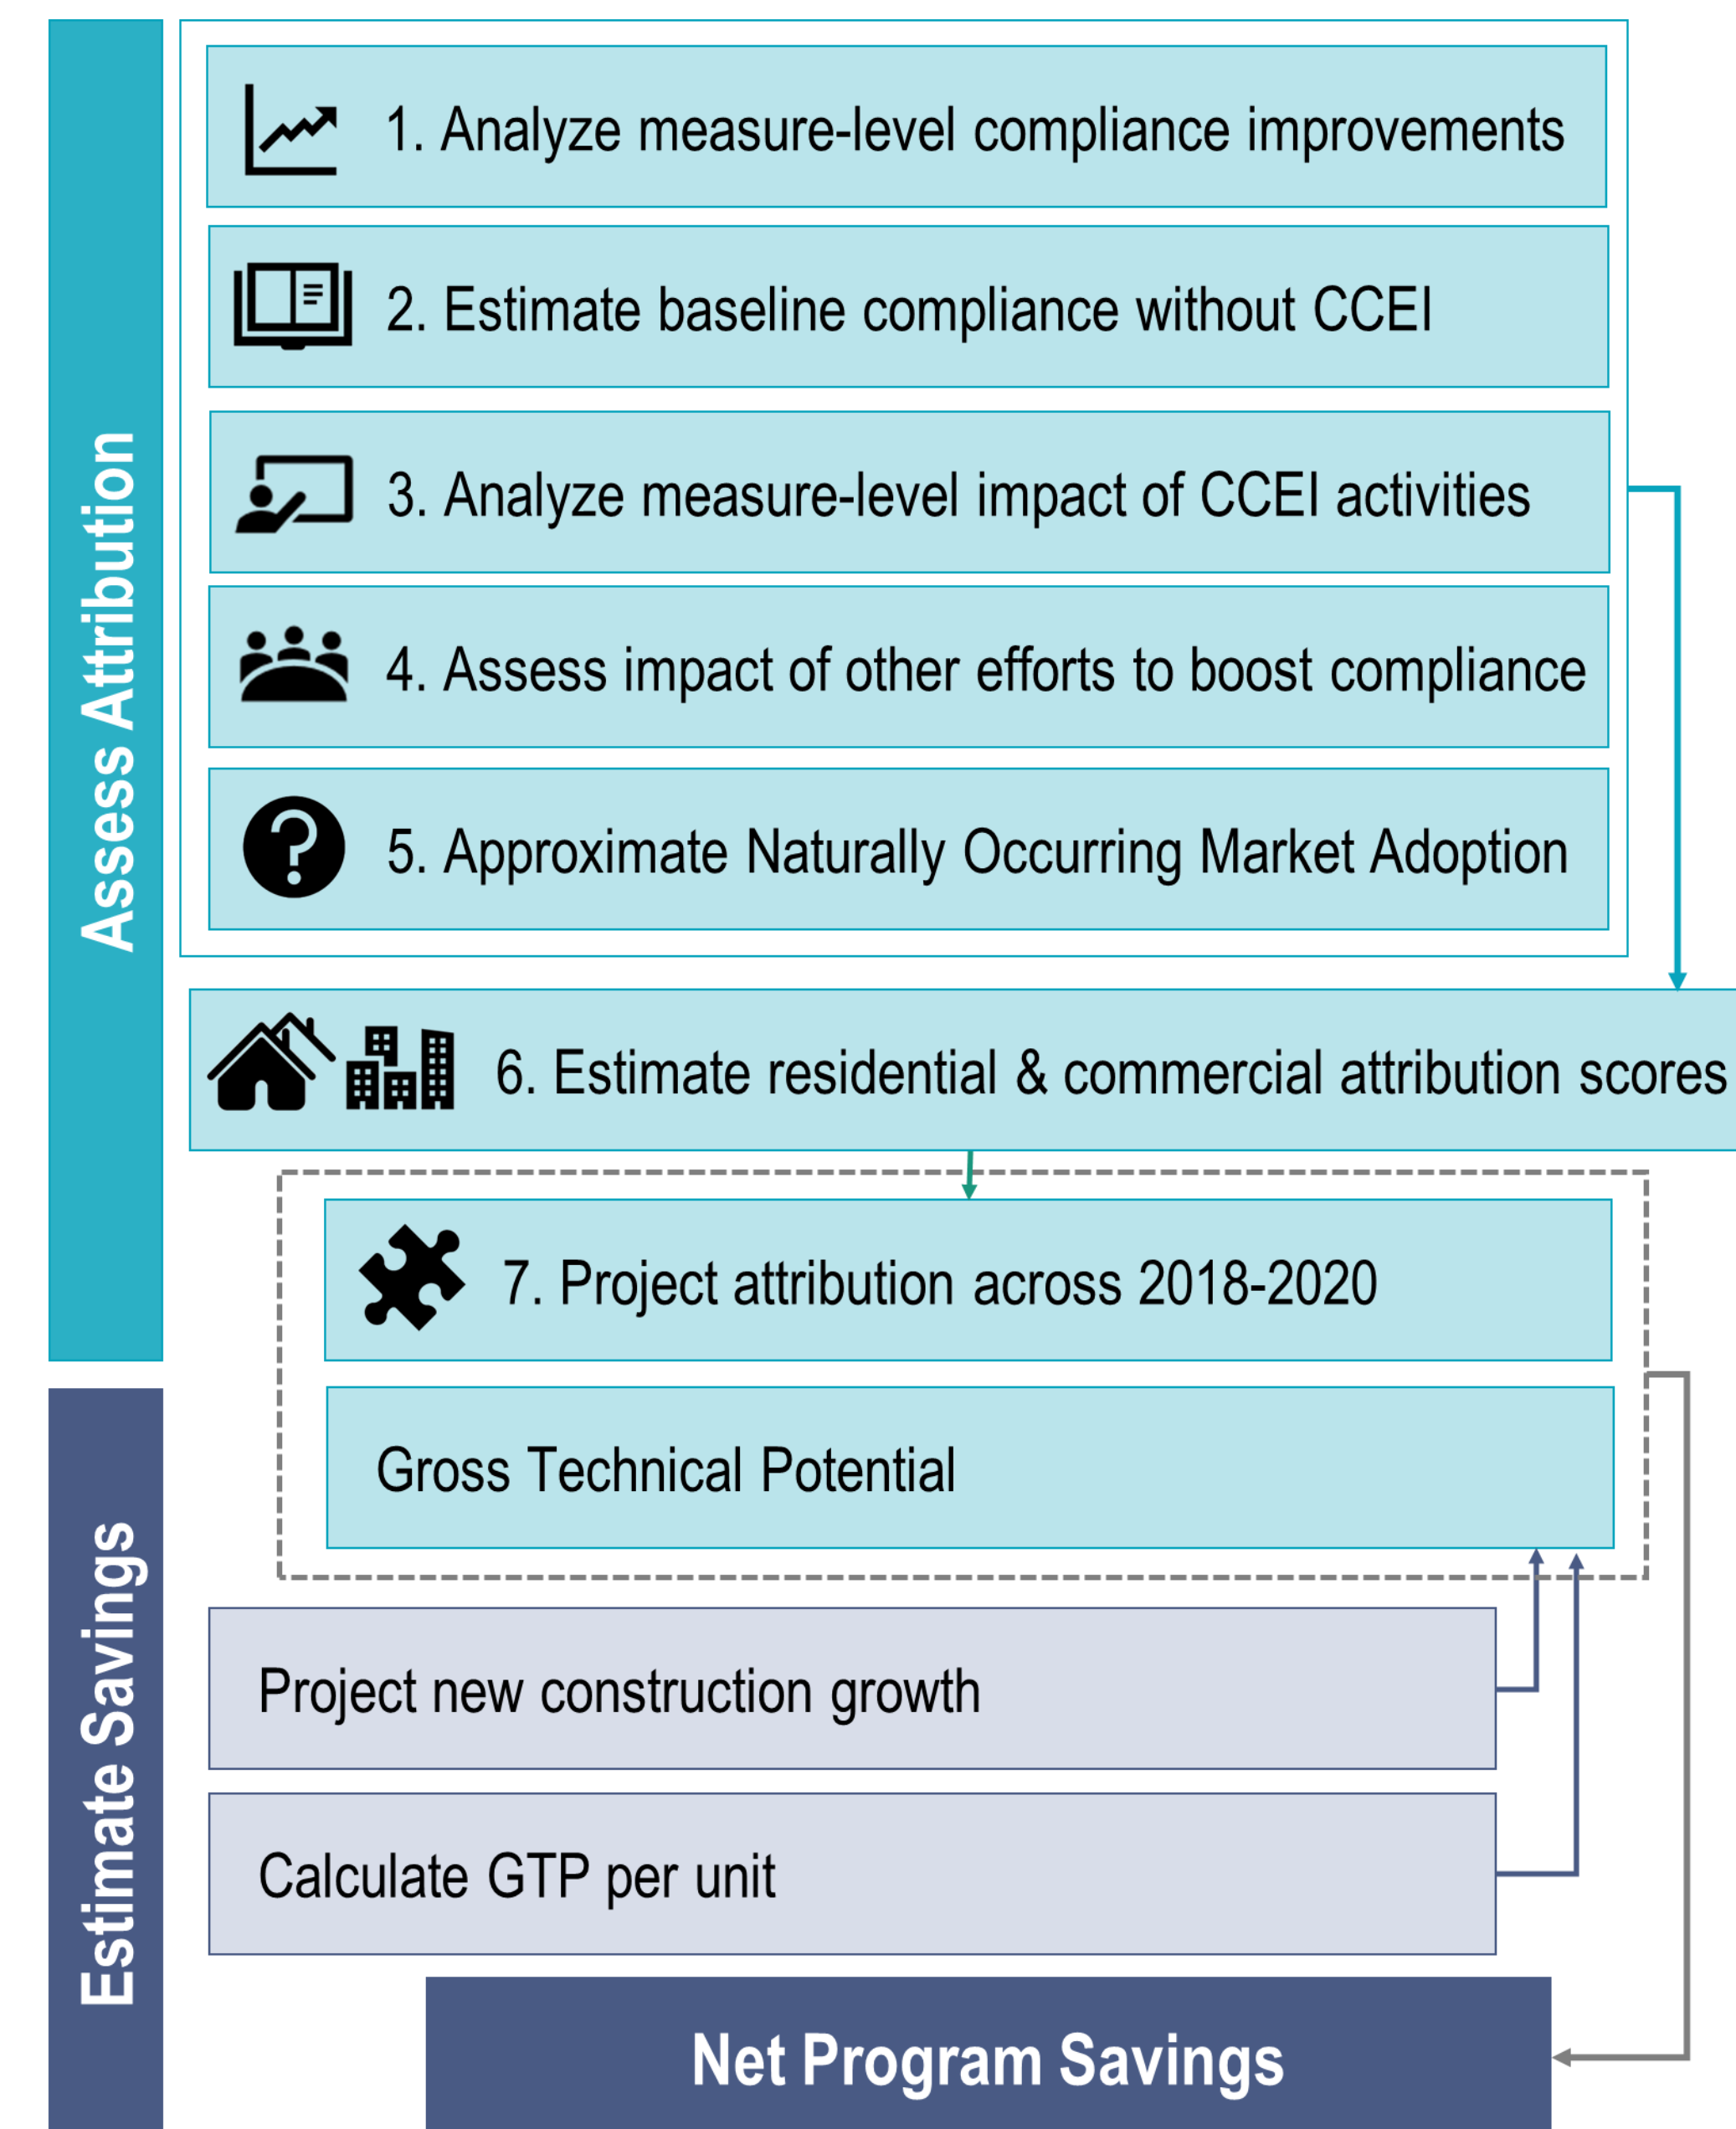 Assess Attribution
1. Analyze measure-level compliance improvements
2. Estimate baseline compliance without CCEI
3. Analyze measure-level impact of CCEI activities
4. Assess impact of other efforts to boost compliance
5. Approximate Naturally Occurring Market Adoption
6. Estimate residential & commercial attribution scores
7. Project attribution across 2018-2020
Estimate Savings
Gross Technical Potential
Project new construction growth
Calculate GTP per unit
Net Program Savings